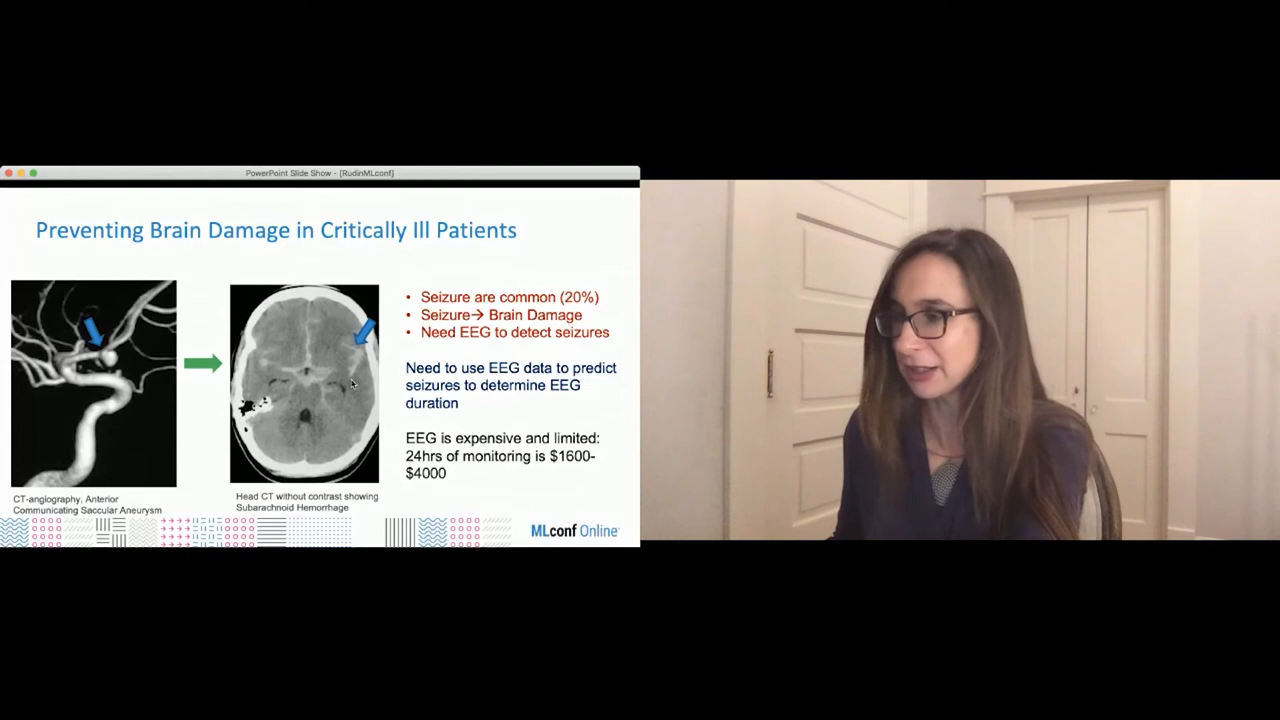 PowerPoint Slide Show - [RudinMLconf]
Preventing Brain Damage in Critically Ill Patients
• Seizure are common (20%)
• Seizure→ Brain Damage
• Need EEG to detect seizures
Need to use EEG data to predict
seizures to determine EEG
duration
EEG is expensive and limited:
24hrs of monitoring is $1600-
$4000
CT-angiography, Anterior
Communicating Saccular Aneurysm
Head CT without contrast showing
Subarachnoid Hemorrhage
MLconf Online